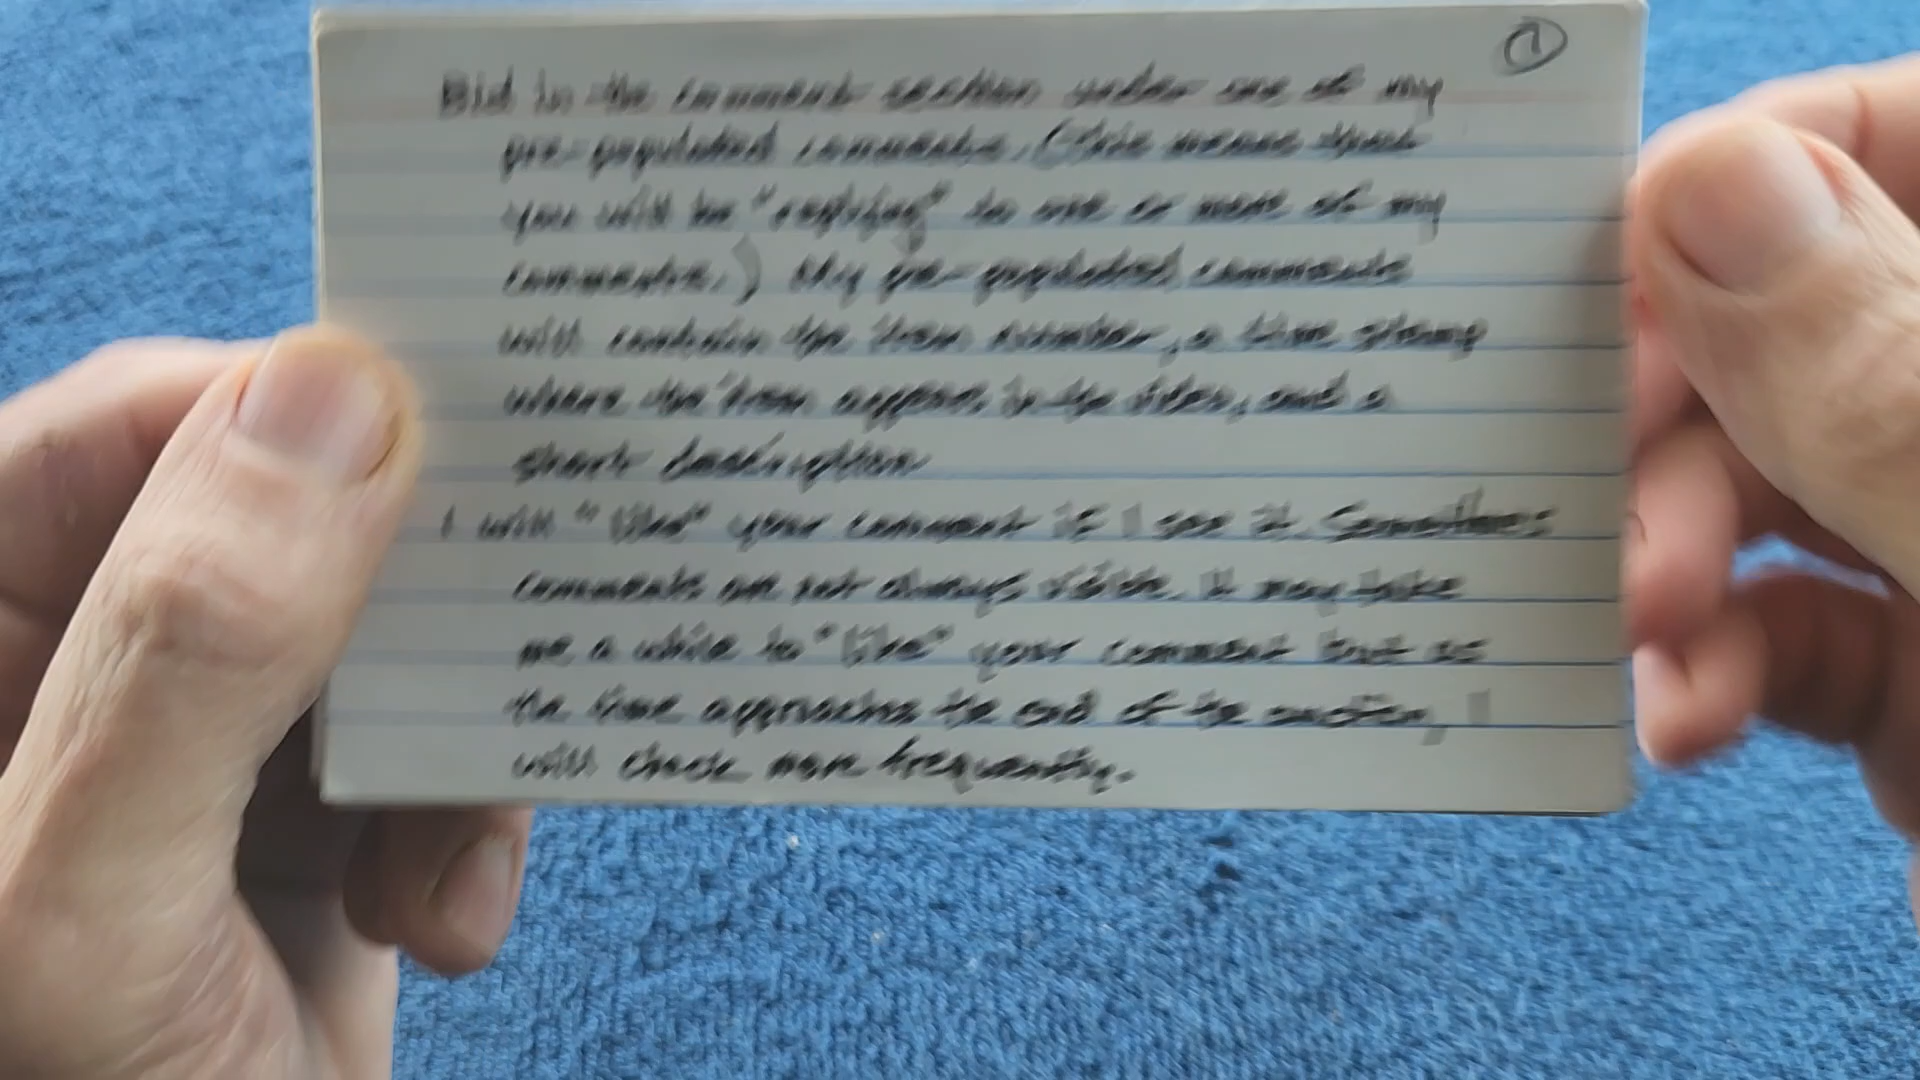 1
Bid in the comment section under one of my
pre-populated comments. (This means that
you will be "replying" to one or more of my
comments.) My pre-populated comments
will contain the item number, a time stamp
where the item appears in the video, and a
short description.
I will "like" your comment if I see it. Sometimes
comments are not always visible. It may take
me a while to "like" your comment but as
the time approaches the end of the auction, I
will check more frequently.